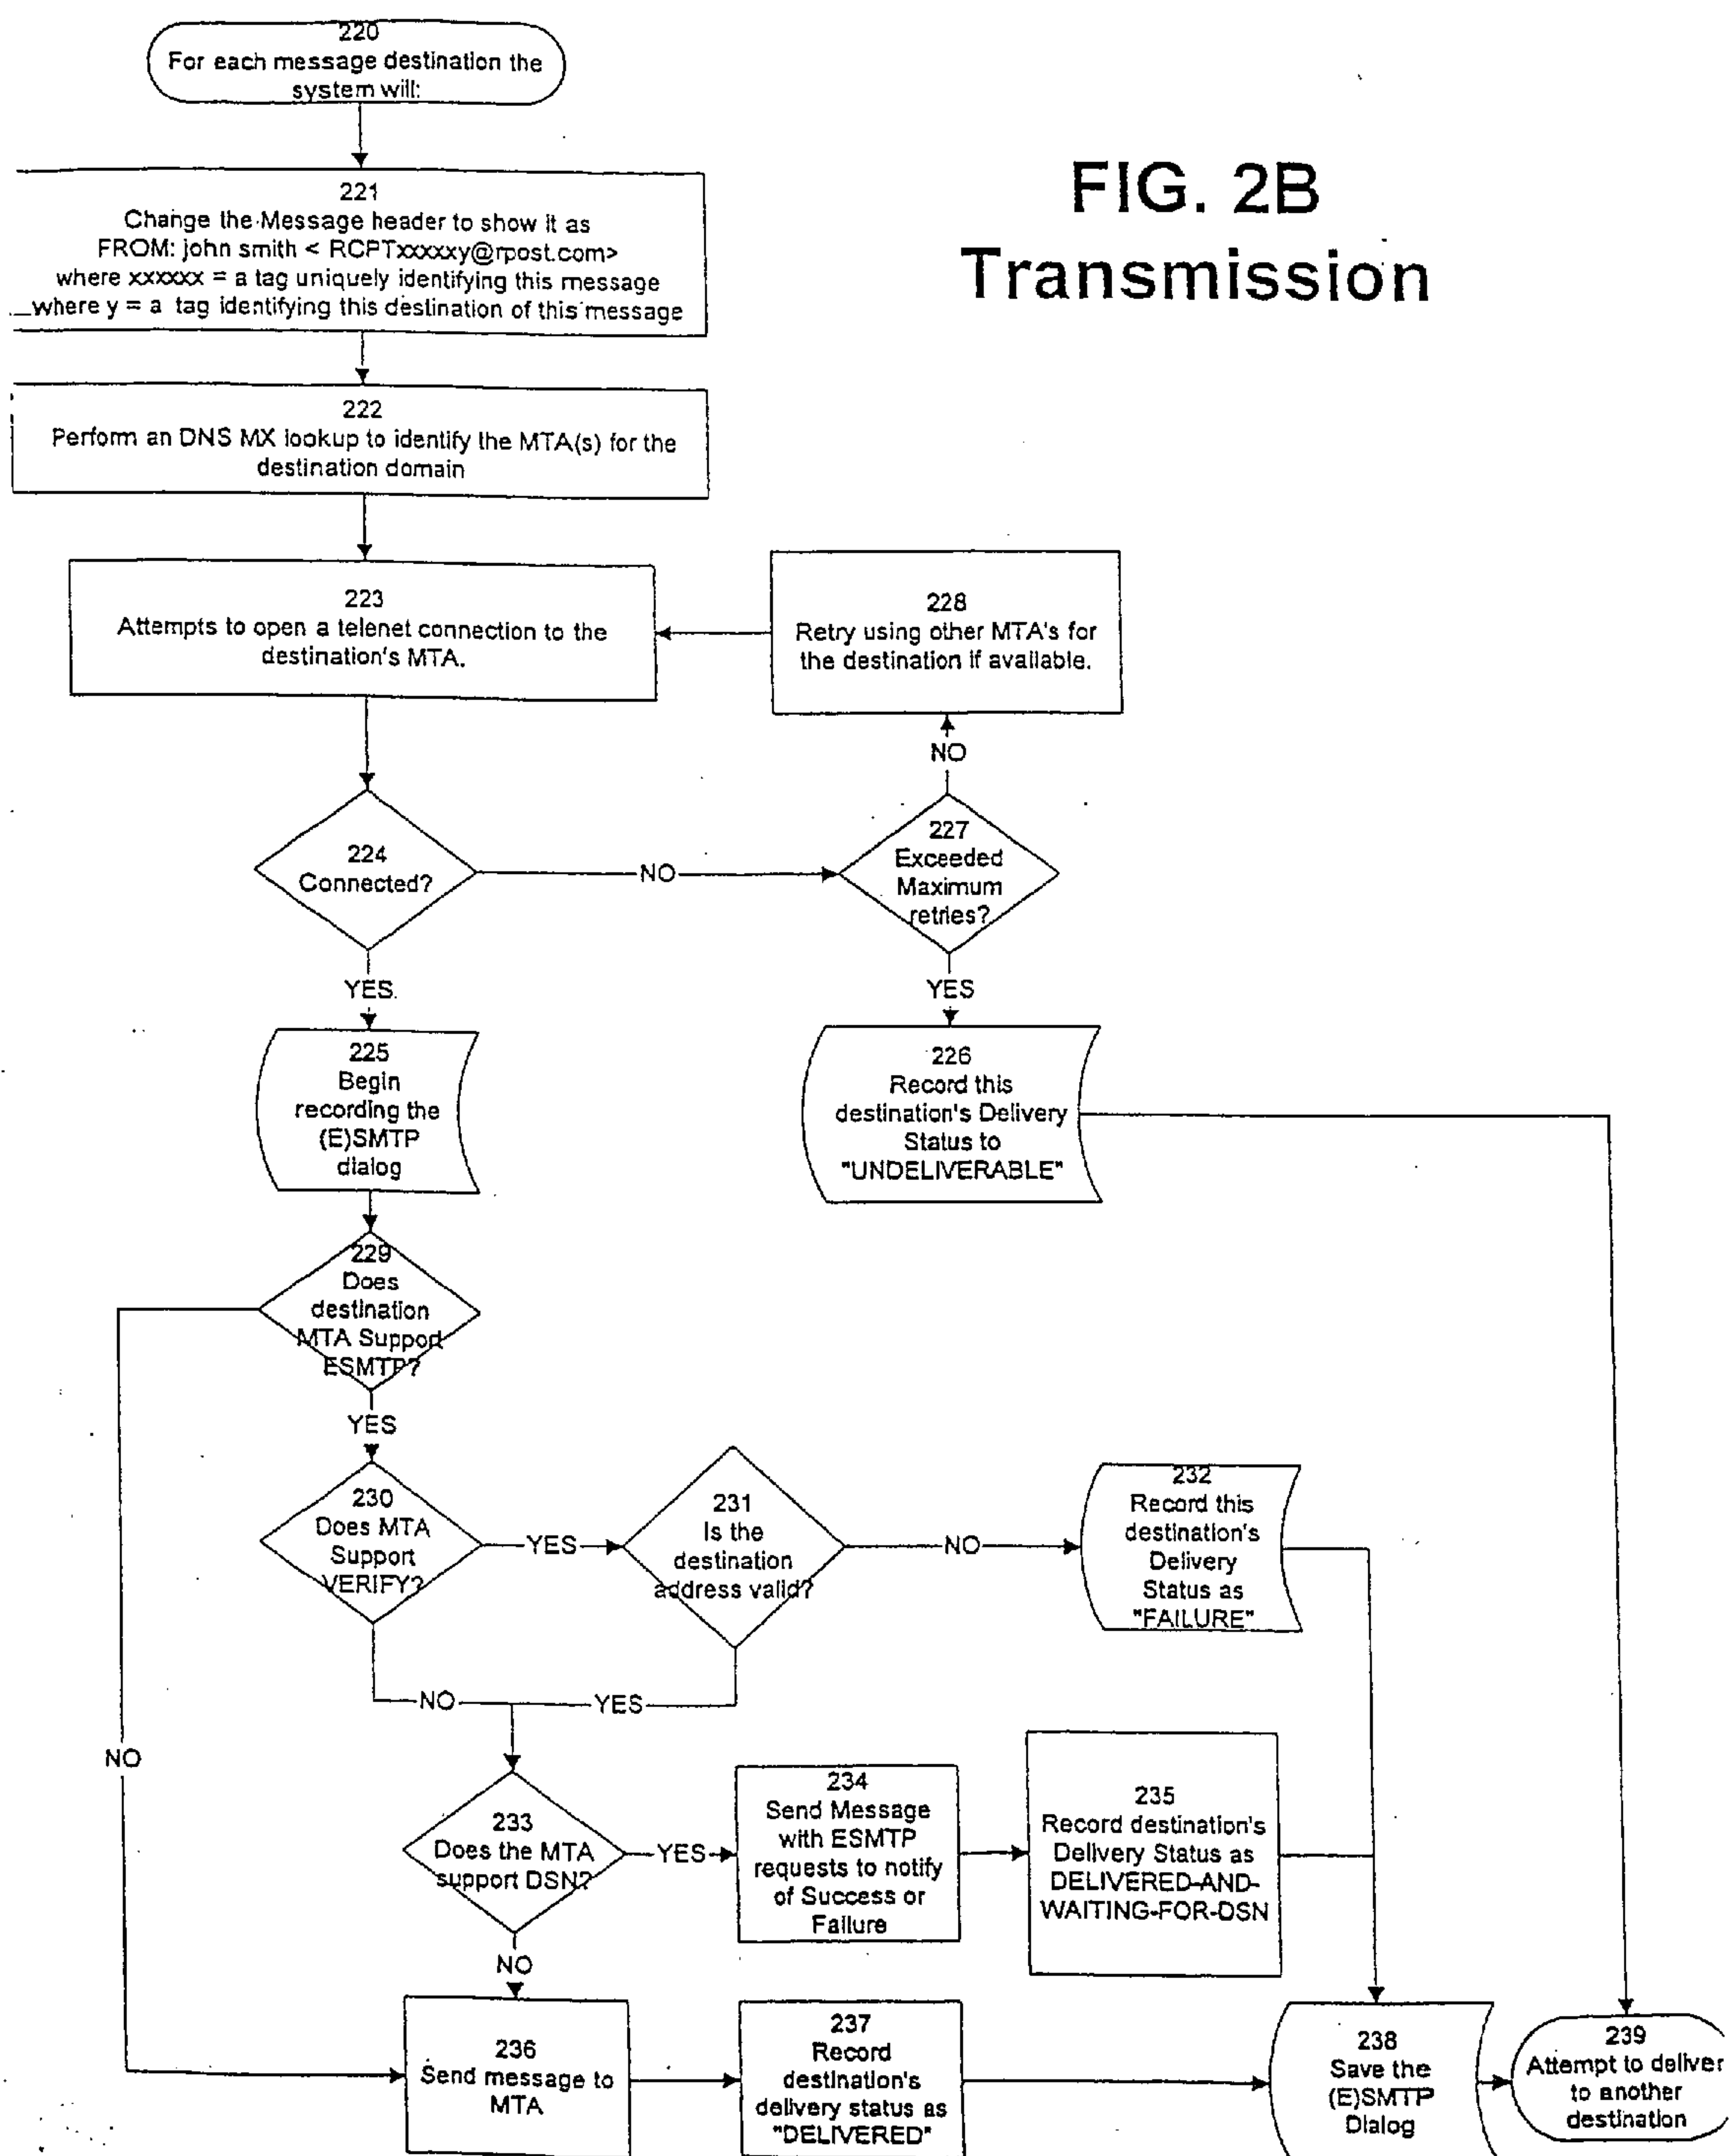 220
For each message destination the
system will:
FIG. 2B
Transmission
221
Change the Message header to show it as
FROM: john smith < RCPTxxxxxy@rpost.com>
where xxxxxx = a tag uniquely identifying this message
where y = a tag identifying this destination of this message
222
Perform an DNS MX lookup to identify the MTA(s) for the
destination domain
223
Attempts to open a telenet connection to the
destination's MTA.
228
Retry using other MTA's for
the destination if available.
NO
224
Connected?
NO
227
Exceeded
Maximum
retries?
YES
YES
225
Begin
recording the
(E)SMTP
dialog
226
Record this
destination's Delivery
Status to
"UNDELIVERABLE"
229
Does
destination
MTA Support
ESMTP?
YES
230
Does MTA
Support
VERIFY?
YES
231
Is the
destination
address valid?
NO
232
Record this
destination's
Delivery
Status as
"FAILURE"
NO
YES
NO
233
Does the MTA
support DSN?
YES
234
Send Message
with ESMTP
requests to notify
of Success or
Failure
235
Record destination's
Delivery Status as
DELIVERED-AND-
WAITING-FOR-DSN
NO
236
Send message to
MTA
237
Record
destination's
delivery status as
"DELIVERED"
238
Save the
(E)SMTP
Dialog
239
Attempt to deliver
to another
destination